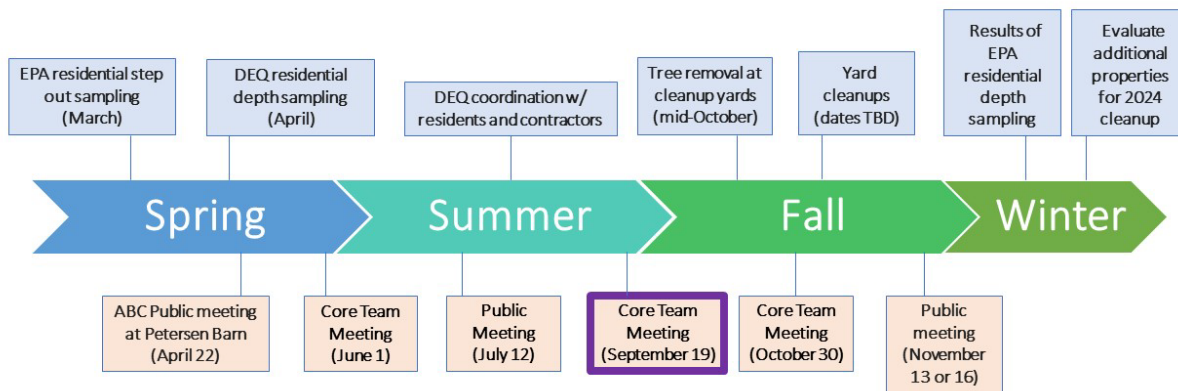 EPA residential step
out sampling
(March)
DEQ residential
depth sampling
(April)
DEQ coordination w/
residents and contractors
Tree removal at
cleanup yards
(mid-October)
Yard
cleanups
(dates TBD)
Results of
EPA
residential
depth
sampling
Evaluate
additional
properties
for 2024
cleanup
Spring
Summer
Fall
Winter
ABC Public meeting
at Petersen Barn
(April 22)
Core Team
Meeting
(June 1)
Public
Meeting
(July 12)
Core Team
Meeting
(September 19)
Core Team
Meeting
(October 30)
Public
meeting
(November
13 or 16)